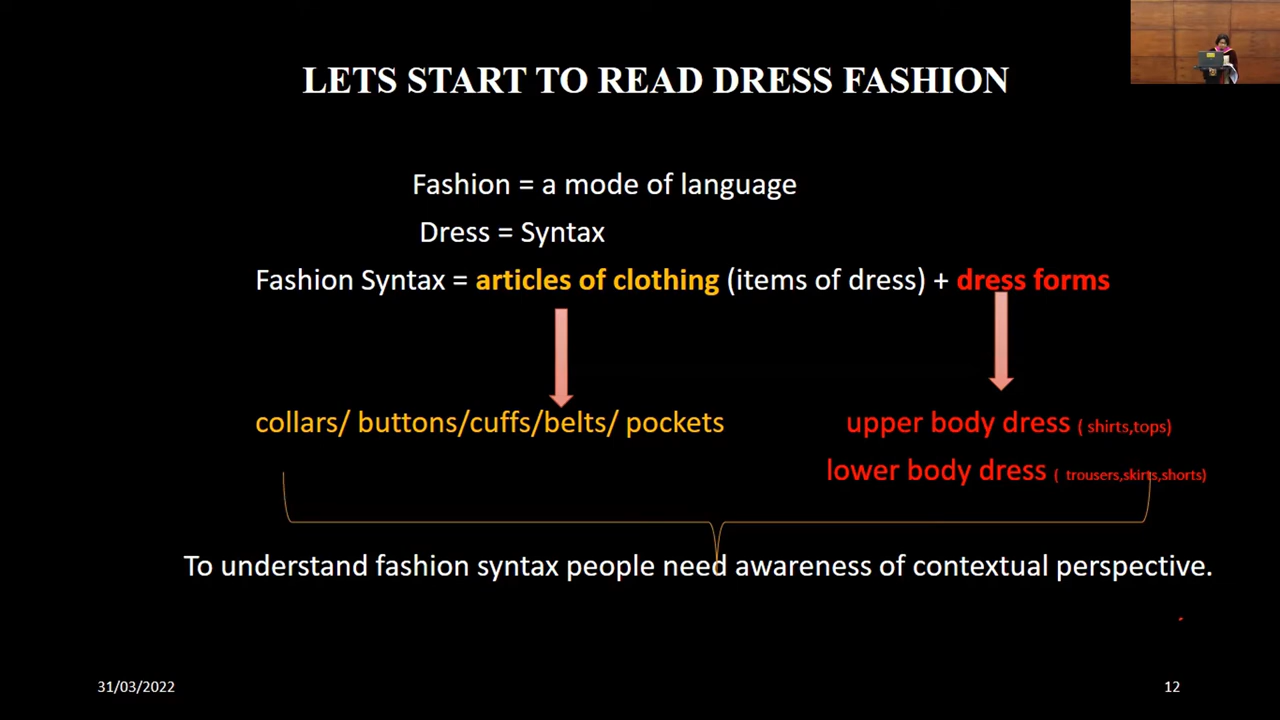 LETS START TO READ DRESS FASHION
Fashion = a mode of language
Dress = Syntax
Fashion Syntax = articles of clothing (items of dress) + dress forms
collars/ buttons/cuffs/belts/ pockets
upper body dress ( shirts,tops)
lower body dress ( trousers,skirts,shorts)
To understand fashion syntax people need awareness of contextual perspective.
31/03/2022
12